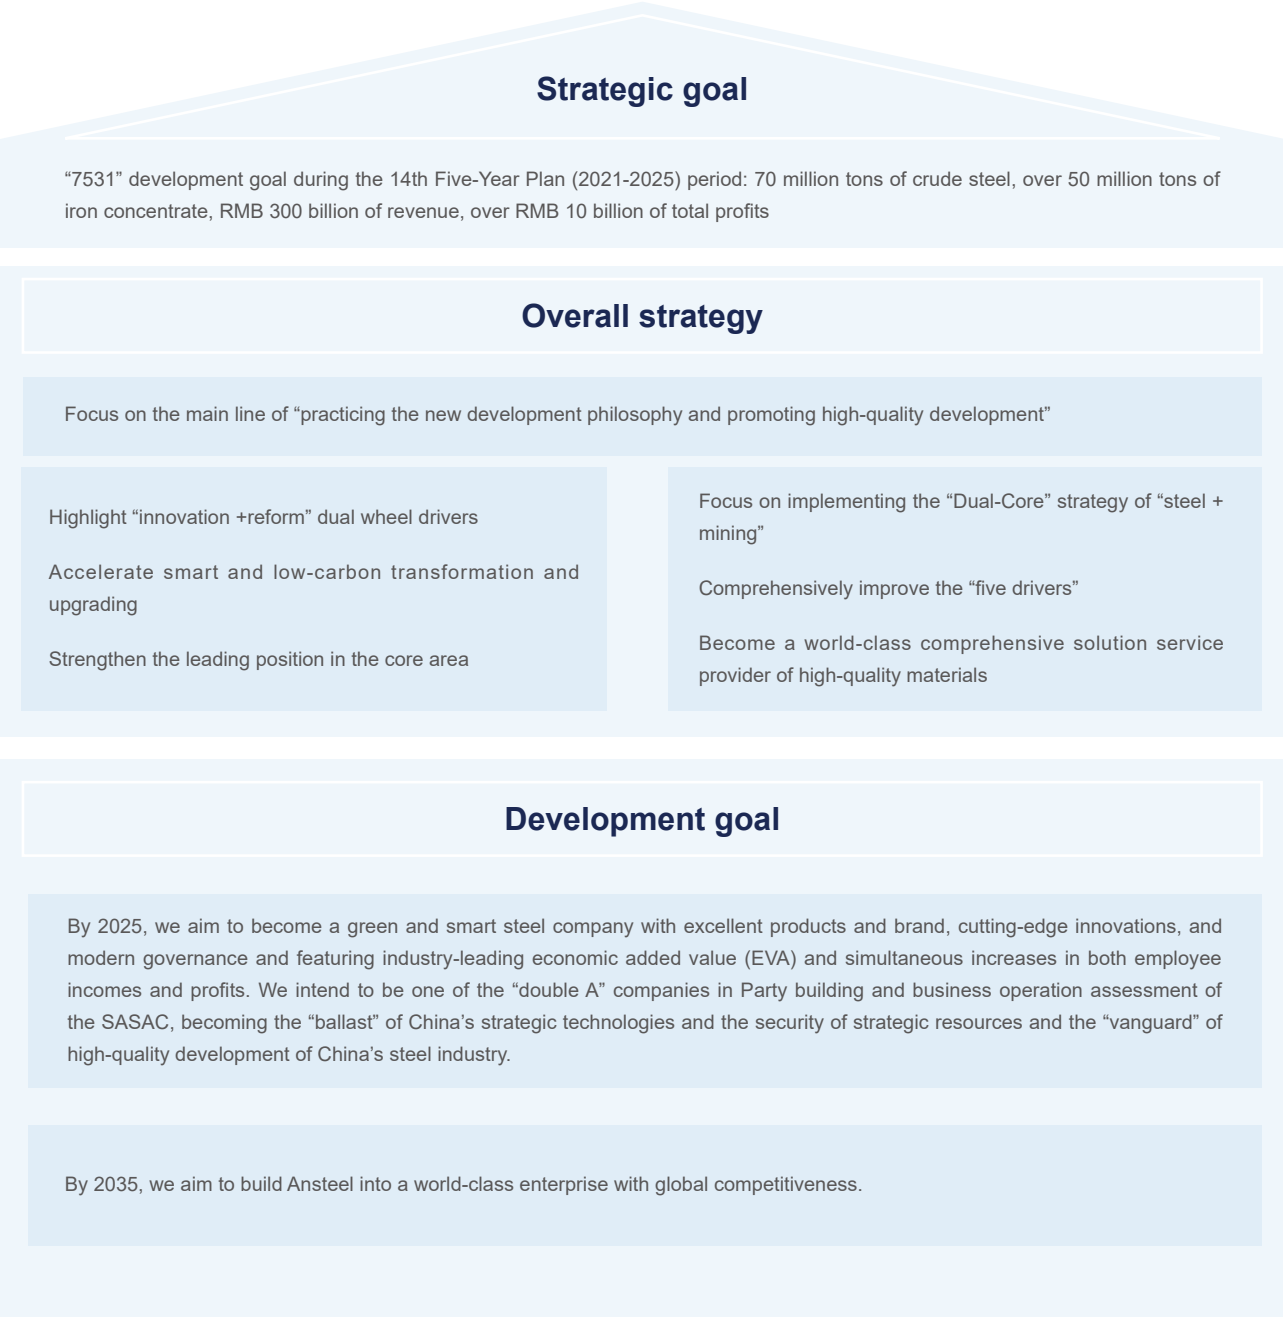 Strategic goal
“7531” development goal during the 14th Five-Year Plan (2021-2025) period: 70 million tons of crude steel, over 50 million tons of
iron concentrate, RMB 300 billion of revenue, over RMB 10 billion of total profits
Overall strategy
Focus on the main line of “practicing the new development philosophy and promoting high-quality development”
Highlight “innovation +reform” dual wheel drivers
Accelerate smart and low-carbon transformation and
upgrading
Strengthen the leading position in the core area
Focus on implementing the “Dual-Core” strategy of “steel +
mining”
Comprehensively improve the “five drivers”
Become a world-class comprehensive solution service
provider of high-quality materials
Development goal
By 2025, we aim to become a green and smart steel company with excellent products and brand, cutting-edge innovations, and
modern governance and featuring industry-leading economic added value (EVA) and simultaneous increases in both employee
incomes and profits. We intend to be one of the “double A” companies in Party building and business operation assessment of
the SASAC, becoming the “ballast” of China’s strategic technologies and the security of strategic resources and the “vanguard” of
high-quality development of China’s steel industry.
By 2035, we aim to build Ansteel into a world-class enterprise with global competitiveness.